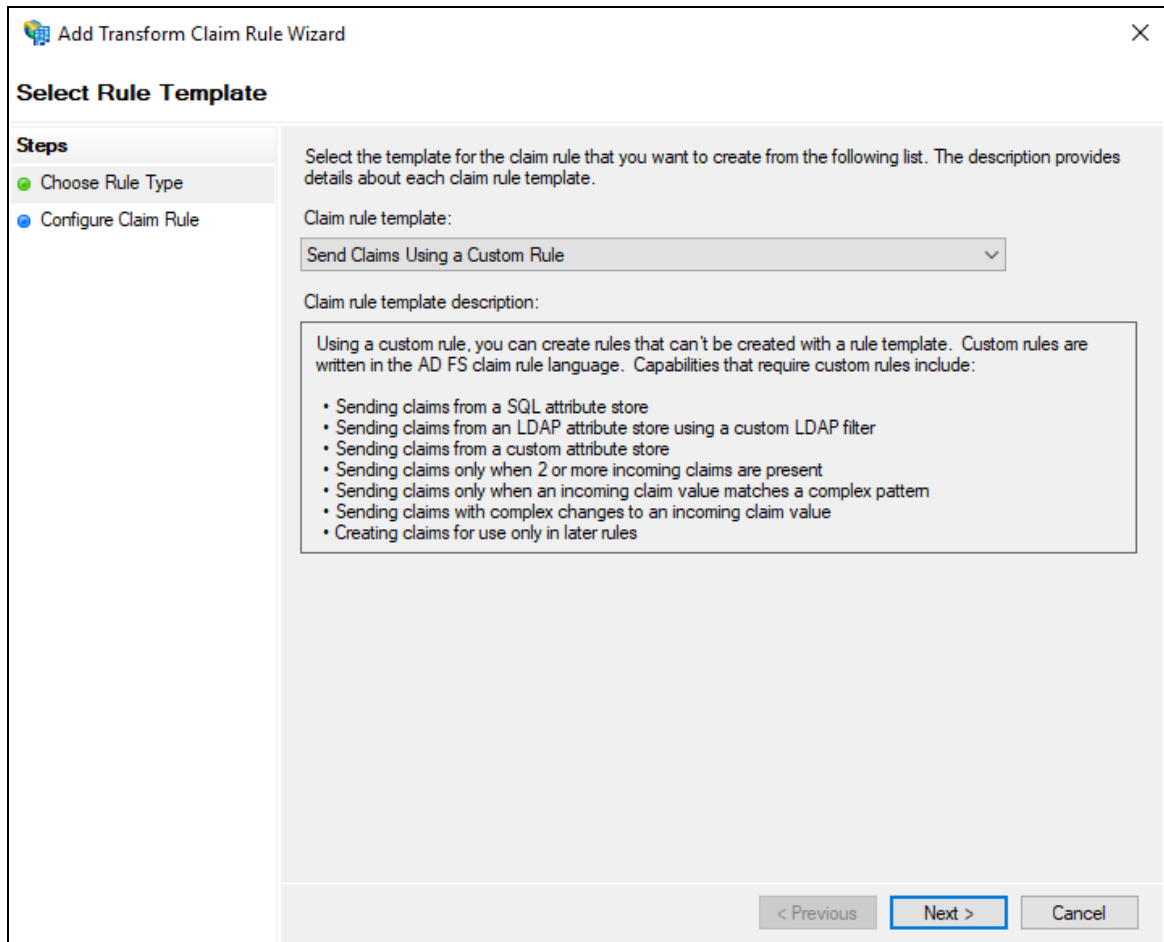 Add Transform Claim Rule Wizard
Select Rule Template
Steps
Choose Rule Type
Configure Claim Rule
Select the template for the claim rule that you want to create from the following list. The description provides
details about each claim rule template.
Claim rule template:
Send Claims Using a Custom Rule
Claim rule template description:
Using a custom rule, you can create rules that can't be created with a rule template. Custom rules are
written in the AD FS claim rule language. Capabilities that require custom rules include:
• Sending claims from a SQL attribute store
• Sending claims from an LDAP attribute store using a custom LDAP filter
• Sending claims from a custom attribute store
• Sending claims only when 2 or more incoming claims are present
• Sending claims only when an incoming claim value matches a complex pattern
• Sending claims with complex changes to an incoming claim value
• Creating claims for use only in later rules
< Previous
Next >
Cancel